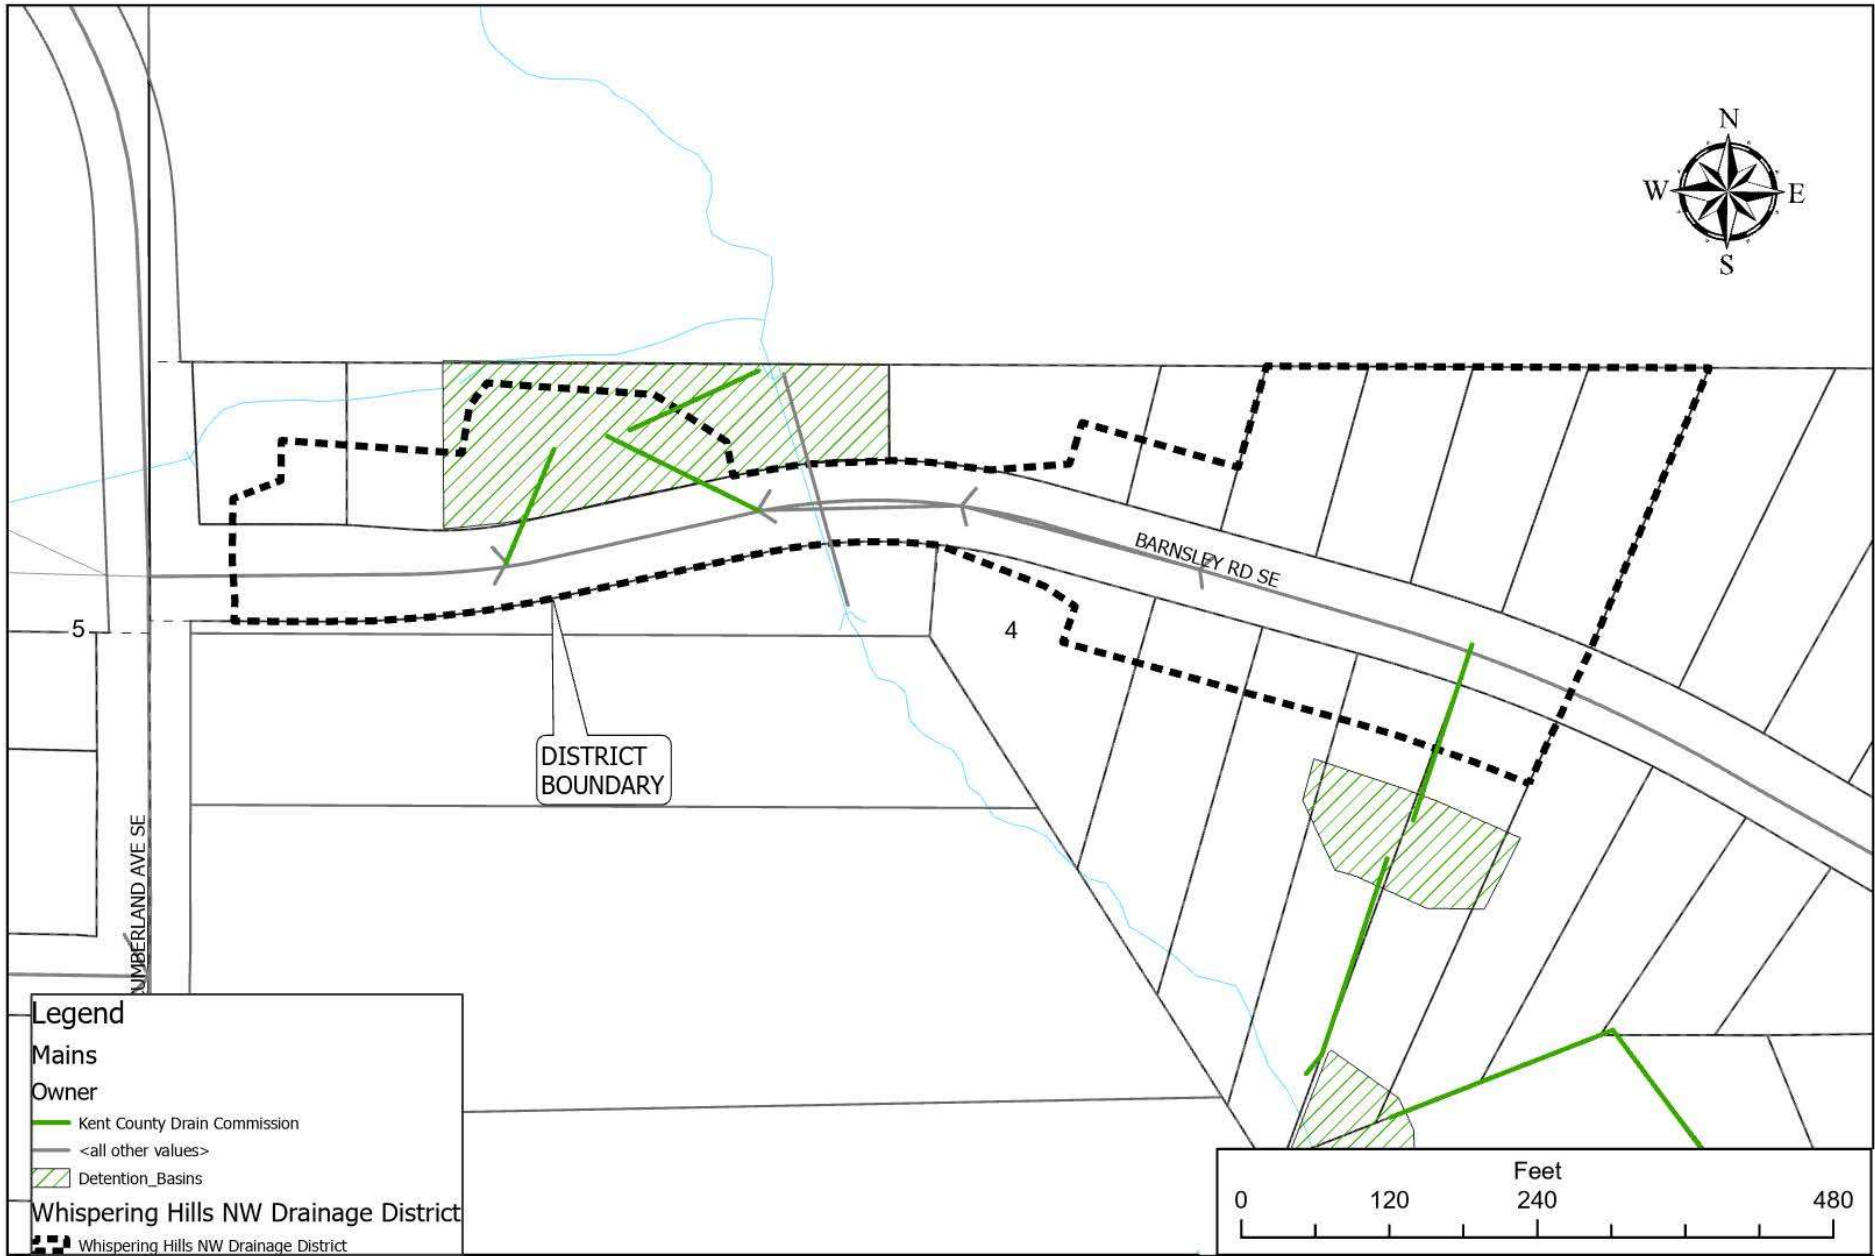 N
W E
S
BARNSLEY RD SE
5
4
DISTRICT
BOUNDARY
CUMBERLAND AVE SE
Legend
Mains
Owner
Kent County Drain Commission
<all other values>
Detention_Basins
Whispering Hills NW Drainage District
Whispering Hills NW Drainage District
Feet
0 120 240 480